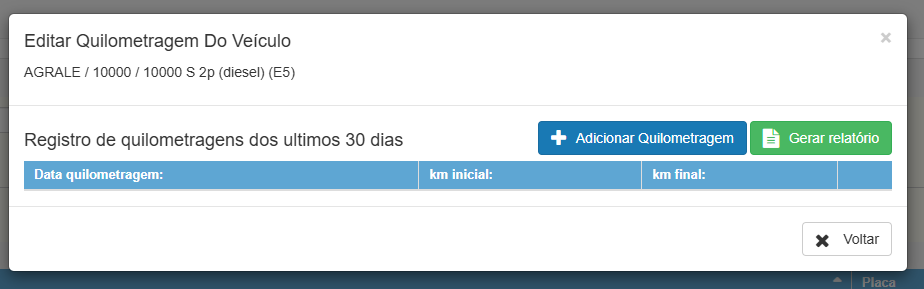 Editar Quilometragem Do Veículo
×
AGRALE / 10000 / 10000 S 2p (diesel) (E5)
Registro de quilometragens dos ultimos 30 dias
Adicionar Quilometragem
Gerar relatório
Data quilometragem: km inicial: km final:
Voltar
Placa